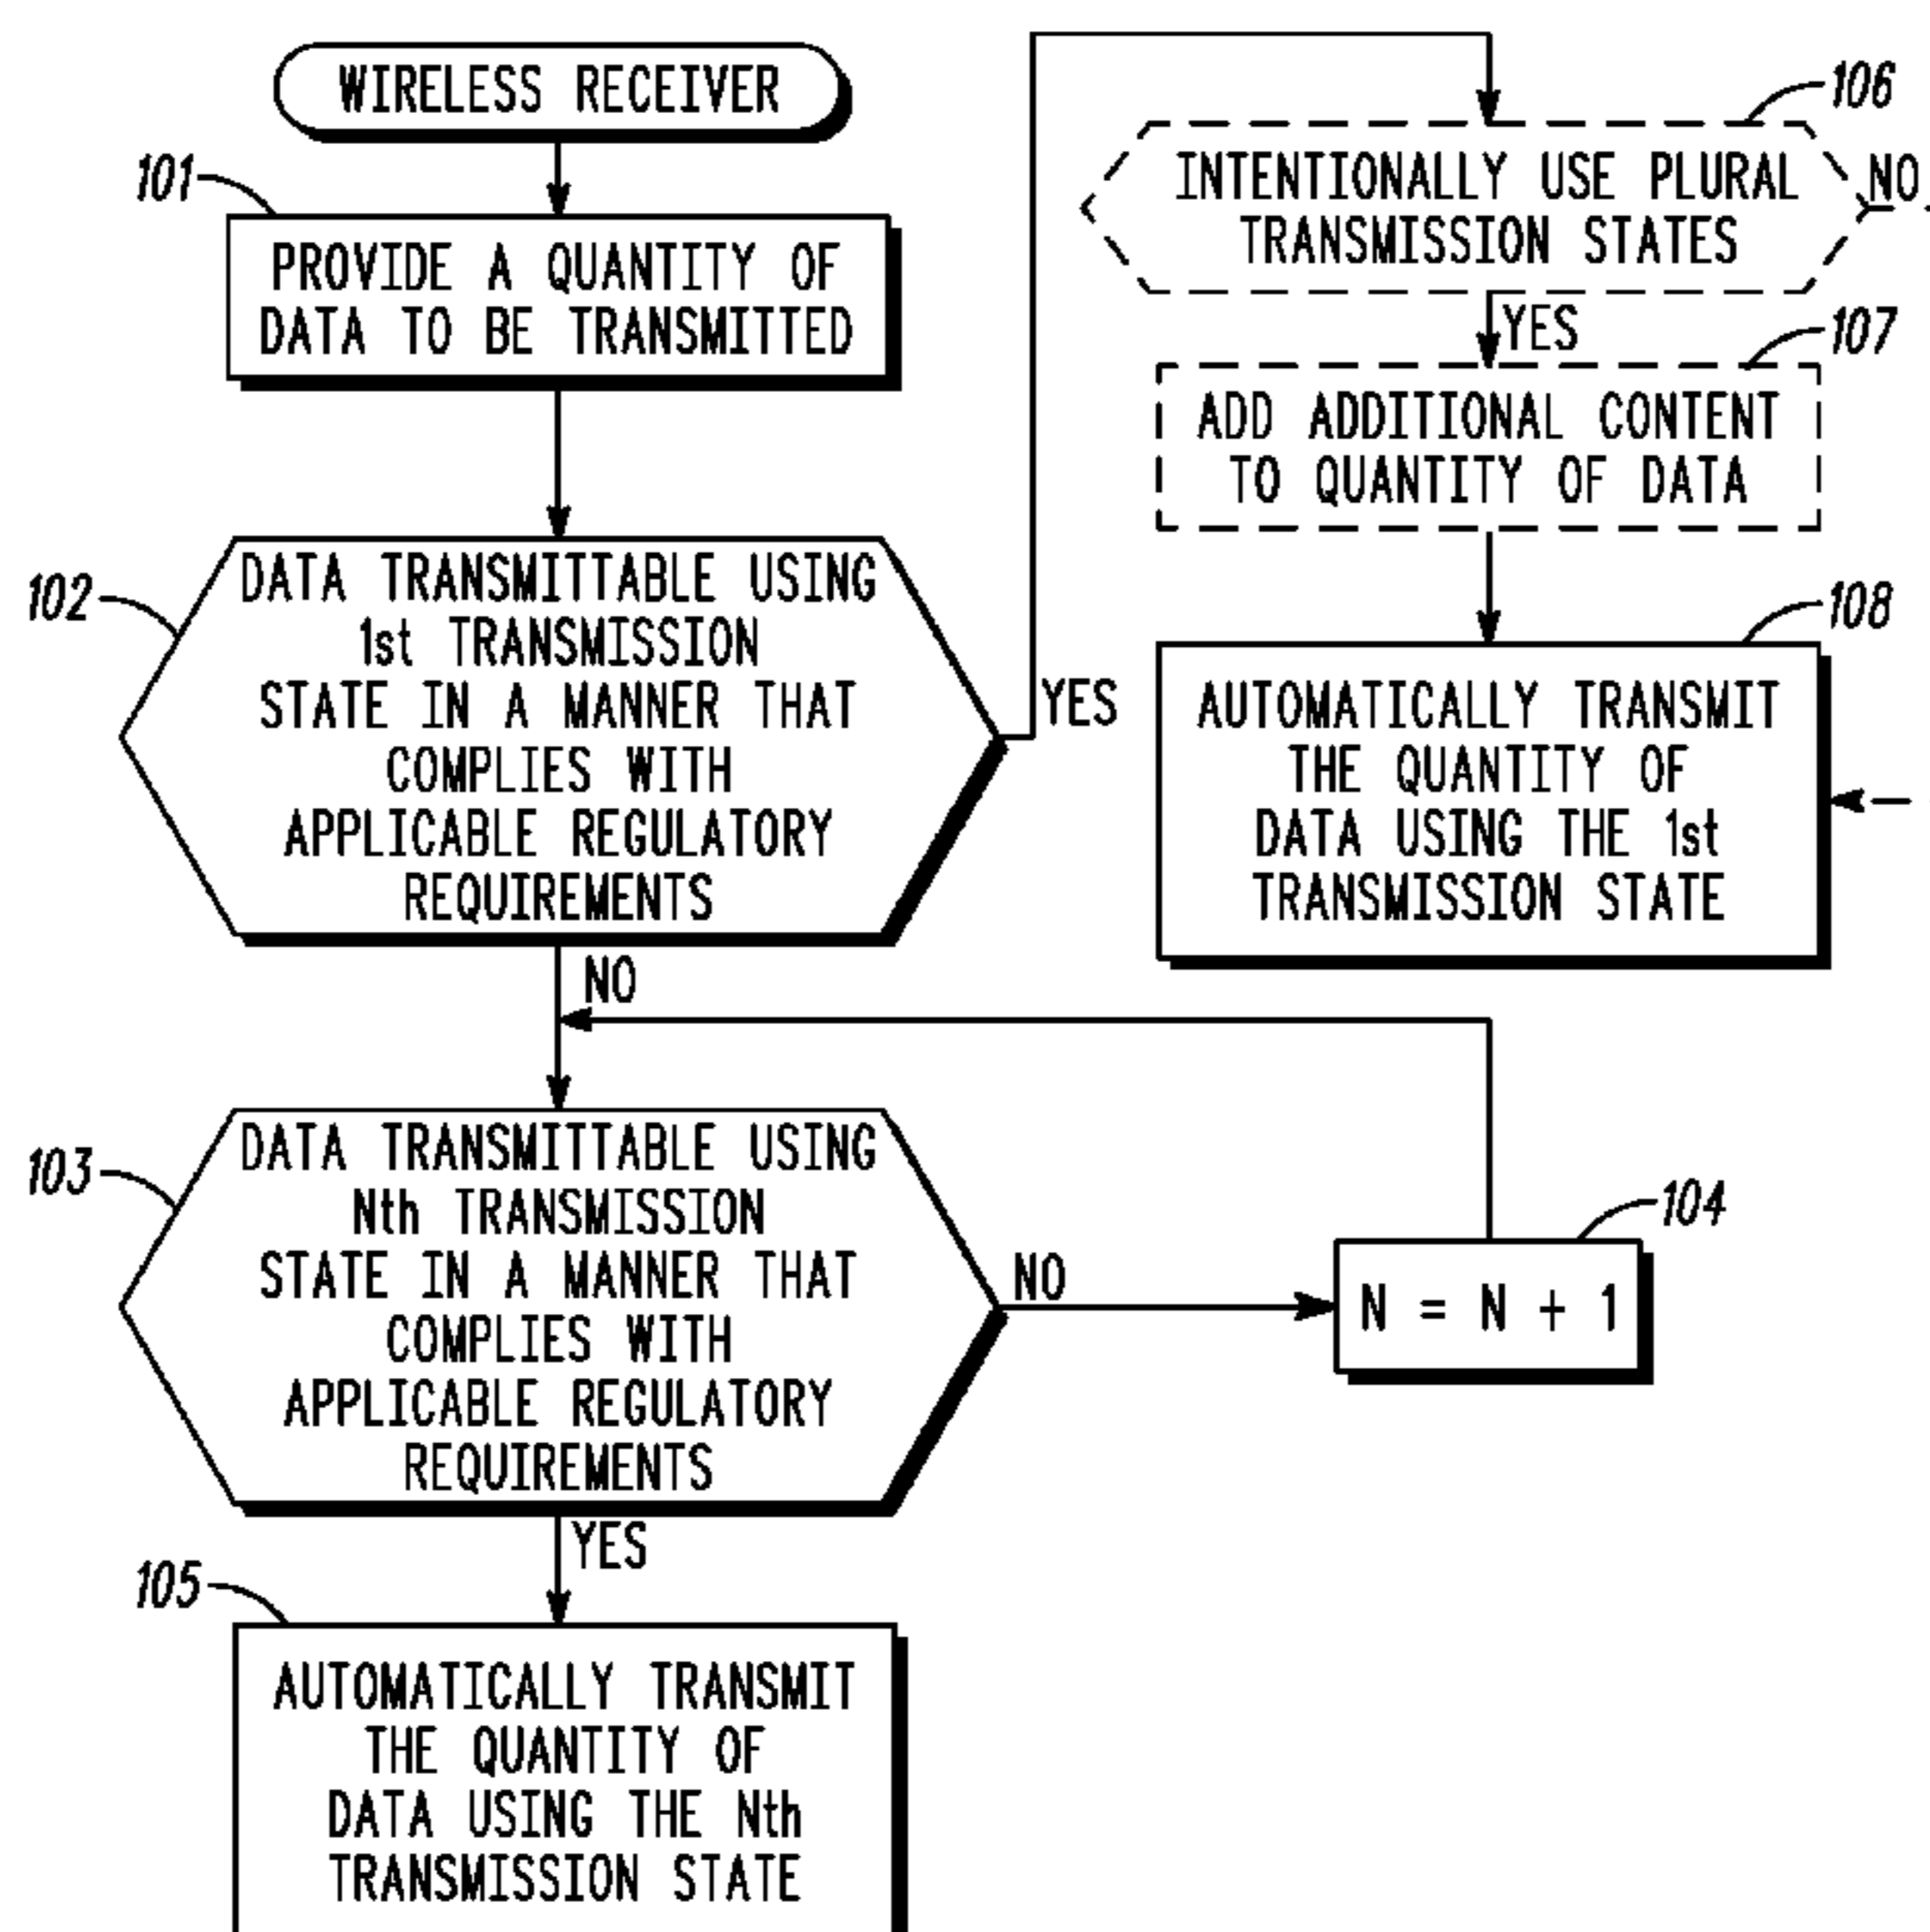 WIRELESS RECEIVER
101
PROVIDE A QUANTITY OF
DATA TO BE TRANSMITTED
102
DATA TRANSMITTABLE USING
1st TRANSMISSION
STATE IN A MANNER THAT
COMPLIES WITH
APPLICABLE REGULATORY
REQUIREMENTS
YES
NO
103
DATA TRANSMITTABLE USING
Nth TRANSMISSION
STATE IN A MANNER THAT
COMPLIES WITH
APPLICABLE REGULATORY
REQUIREMENTS
NO
104
N = N + 1
YES
105
AUTOMATICALLY TRANSMIT
THE QUANTITY OF
DATA USING THE Nth
TRANSMISSION STATE
106
INTENTIONALLY USE PLURAL
TRANSMISSION STATES
NO
YES
107
ADD ADDITIONAL CONTENT
TO QUANTITY OF DATA
108
AUTOMATICALLY TRANSMIT
THE QUANTITY OF
DATA USING THE 1st
TRANSMISSION STATE